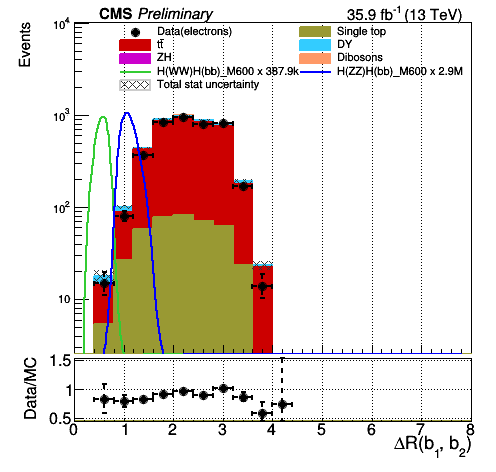 CMS Preliminary 35.9 fb⁻¹ (13 TeV)
Events
10⁴
10³
10²
10
Data(electrons) Single top
tt̄ DY
ZH Dibosons
H(WW)H(bb)_M600 x 387.9k H(ZZ)H(bb)_M600 x 2.9M
Total stat uncertainty
Data/MC
1.5
1
0.5
0 1 2 3 4 5 6 7 8
ΔR(b₁, b₂)